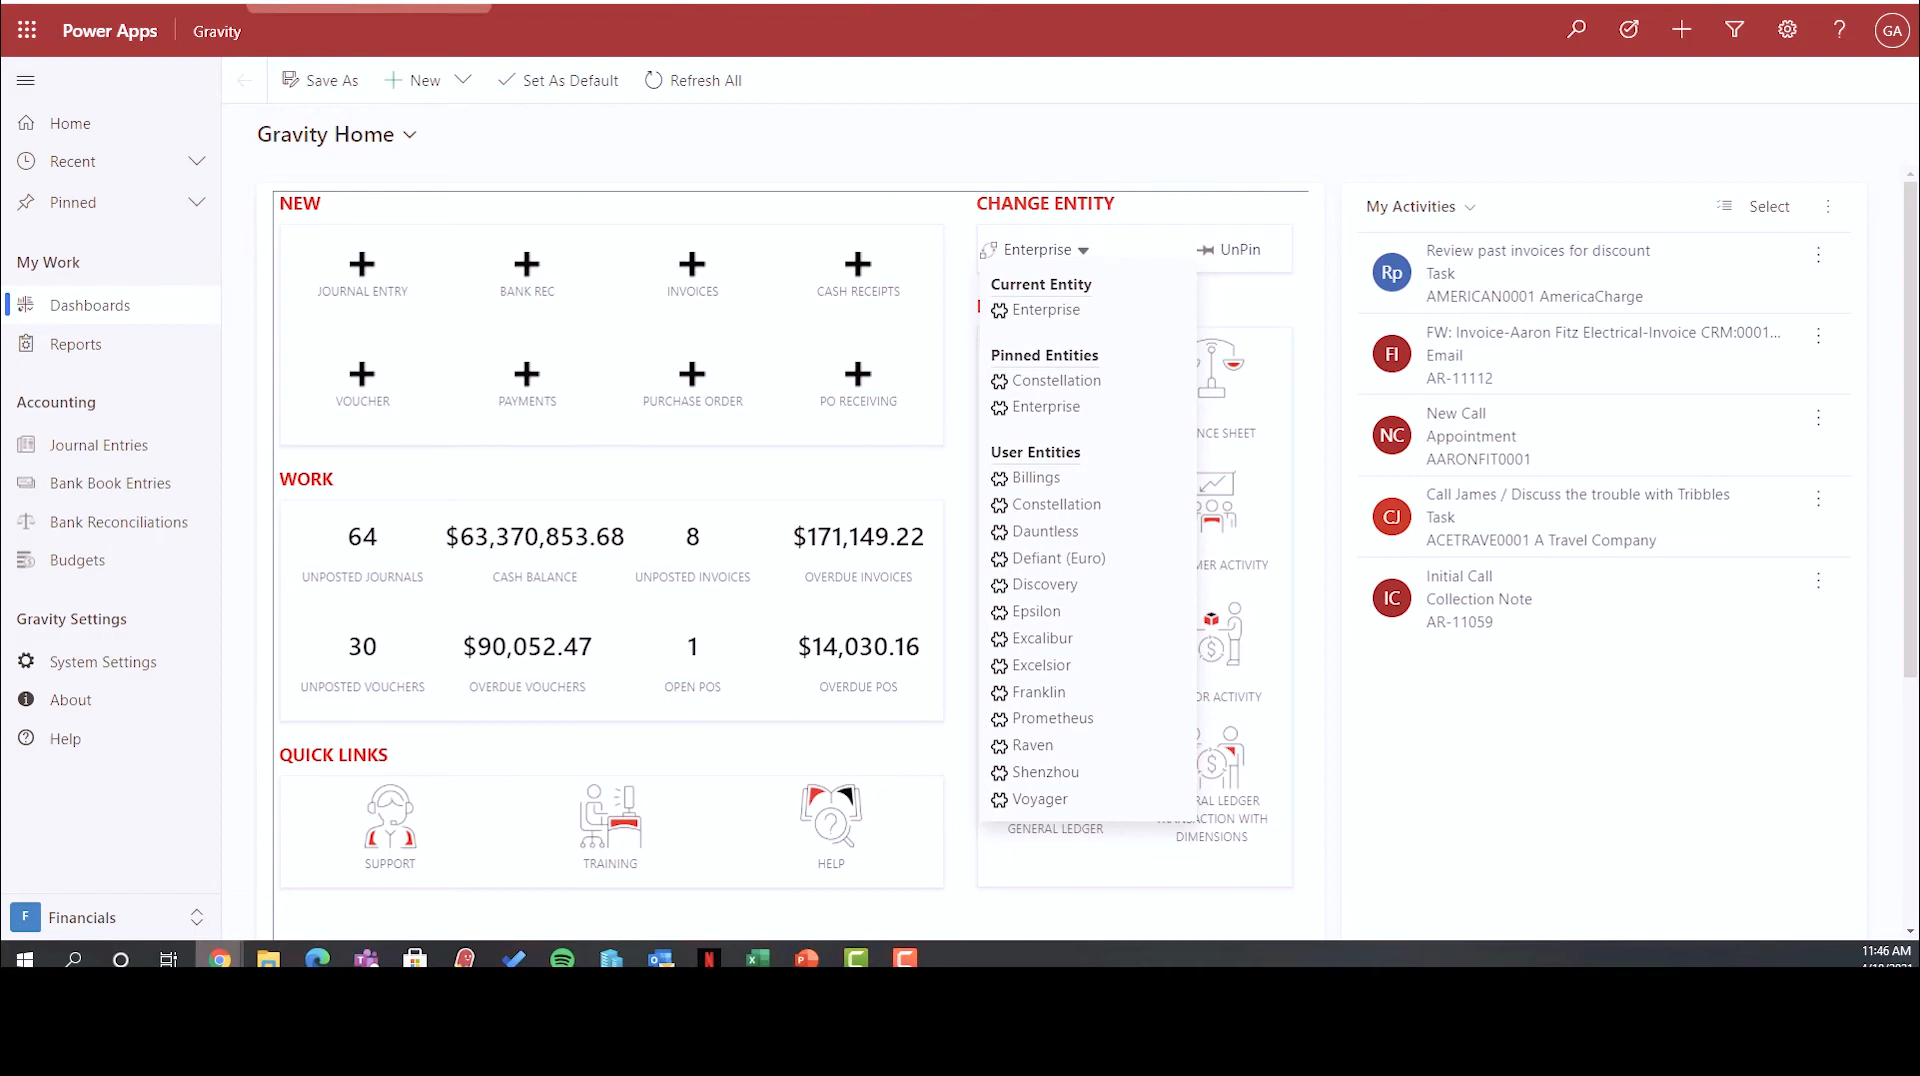 Power Apps
Gravity
GA
Save As
New
Set As Default
Refresh All
Home
Recent
Pinned
My Work
Dashboards
Reports
Accounting
Journal Entries
Bank Book Entries
Bank Reconciliations
Budgets
Gravity Settings
System Settings
About
Help
F Financials
Gravity Home
NEW
JOURNAL ENTRY
BANK REC
INVOICES
CASH RECEIPTS
VOUCHER
PAYMENTS
PURCHASE ORDER
PO RECEIVING
WORK
64
$63,370,853.68
8
$171,149.22
UNPOSTED JOURNALS
CASH BALANCE
UNPOSTED INVOICES
OVERDUE INVOICES
30
$90,052.47
1
$14,030.16
UNPOSTED VOUCHERS
OVERDUE VOUCHERS
OPEN POS
OVERDUE POS
QUICK LINKS
SUPPORT
TRAINING
HELP
CHANGE ENTITY
Enterprise
UnPin
Current Entity
Enterprise
Pinned Entities
Constellation
Enterprise
User Entities
Billings
Constellation
Dauntless
Defiant (Euro)
Discovery
Epsilon
Excalibur
Excelsior
Franklin
Prometheus
Raven
Shenzhou
Voyager
NCE SHEET
MER ACTIVITY
OR ACTIVITY
GENERAL LEDGER
RAL LEDGER
TRANSACTION WITH
DIMENSIONS
My Activities
Select
Rp
Review past invoices for discount
Task
AMERICAN0001 AmericaCharge
FI
FW: Invoice-Aaron Fitz Electrical-Invoice CRM:0001...
Email
AR-11112
NC
New Call
Appointment
AARONFIT0001
CJ
Call James / Discuss the trouble with Tribbles
Task
ACETRAVE0001 A Travel Company
IC
Initial Call
Collection Note
AR-11059
11:46 AM